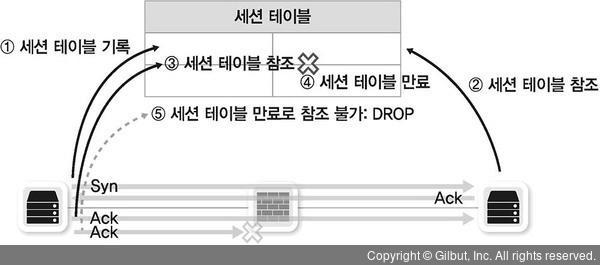 세션 테이블
① 세션 테이블 기록
③ 세션 테이블 참조
④ 세션 테이블 만료
② 세션 테이블 참조
⑤ 세션 테이블 만료로 참조 불가: DROP
Syn
Ack
Ack
Ack
Copyright © Gilbut, Inc. All rights reserved.